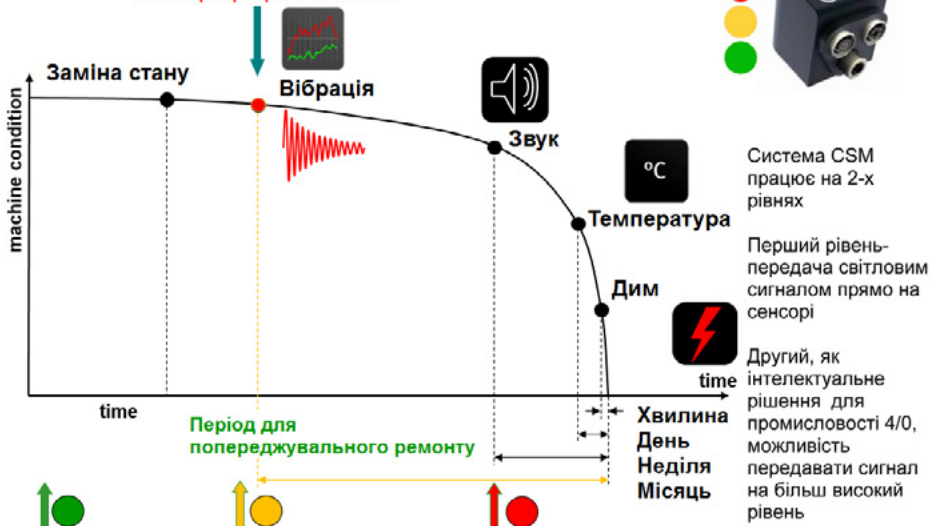 Заміна стану
Вібрація
Звук
°C
Температура
Дим
machine condition
time
time
Період для
попереджувального ремонту
Хвилина
День
Неділя
Місяць
Система CSM
працює на 2-х
рівнях
Перший рівень-
передача світловим
сигналом прямо на
сенсорі
Другий, як
інтелектуальне
рішення для
промисловості 4/0,
можливість
передавати сигнал
на більш високий
рівень